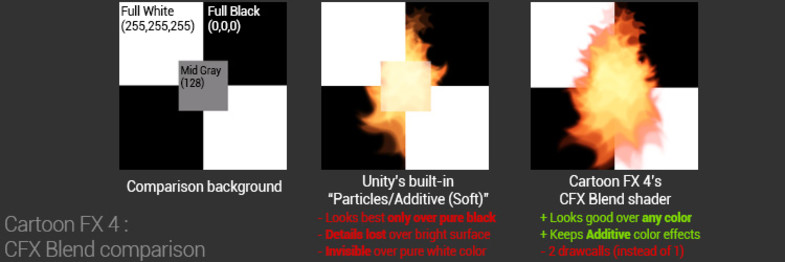 Full White
(255,255,255)
Full Black
(0,0,0)
Mid Gray
(128)
Comparison background
Unity's built-in
"Particles/Additive (Soft)"
- Looks best only over pure black
- Details lost over bright surface
- Invisible over pure white color
Cartoon FX 4's
CFX Blend shader
+ Looks good over any color
+ Keeps Additive color effects
- 2 drawcalls (instead of 1)
Cartoon FX 4 :
CFX Blend comparison